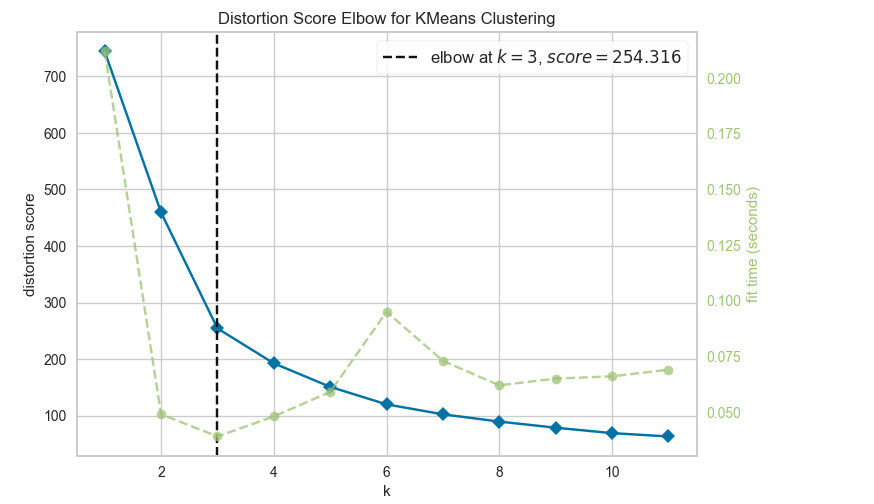 Distortion Score Elbow for KMeans Clustering
elbow at k = 3, score = 254.316
distortion score
700
600
500
400
300
200
100
0.200
0.175
0.150
0.125
0.100
0.075
0.050
fit time (seconds)
2 4 6 8 10
k